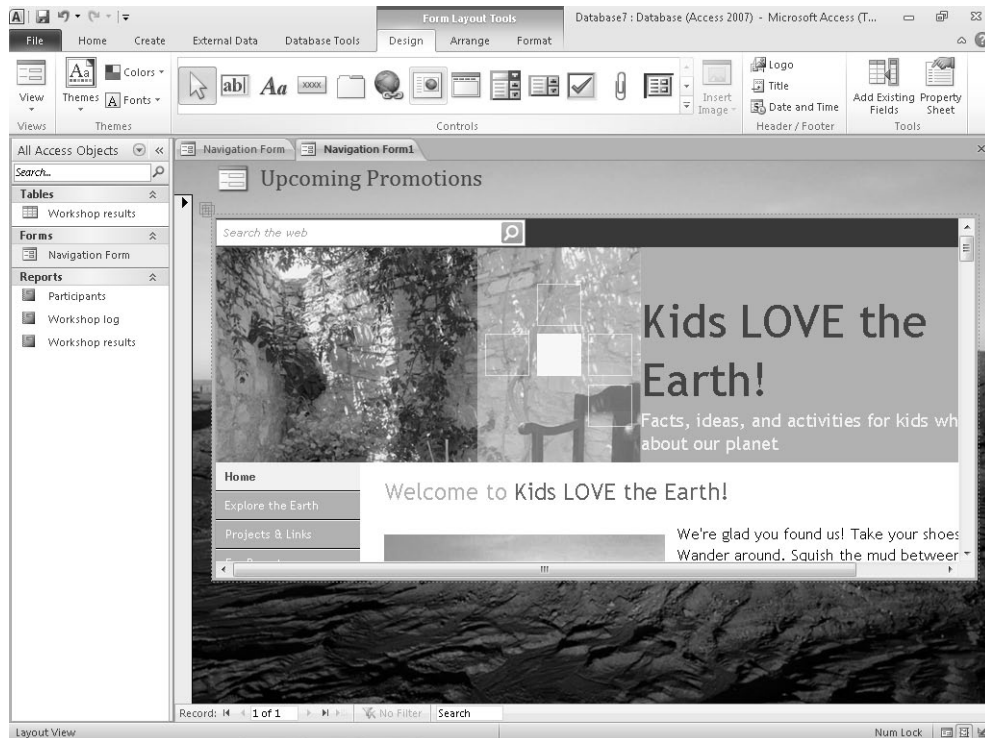 Form Layout Tools
Database7 : Database (Access 2007) - Microsoft Access (T...
File Home Create External Data Database Tools Design Arrange Format
View
Views
Aa
Themes
Colors
Fonts
Themes
ab|
Aa
xxxx
Controls
Insert Image
Logo
Title
Date and Time
Header / Footer
Add Existing Fields
Property Sheet
Tools
All Access Objects
Search...
Tables
Workshop results
Forms
Navigation Form
Reports
Participants
Workshop log
Workshop results
Navigation Form
Navigation Form1
Upcoming Promotions
Search the web
Kids LOVE the
Earth!
Facts, ideas, and activities for kids wh
about our planet
Home
Explore the Earth
Projects & Links
Welcome to Kids LOVE the Earth!
We're glad you found us! Take your shoes
Wander around. Squish the mud between
Record: 1 of 1 No Filter Search
Layout View
Num Lock